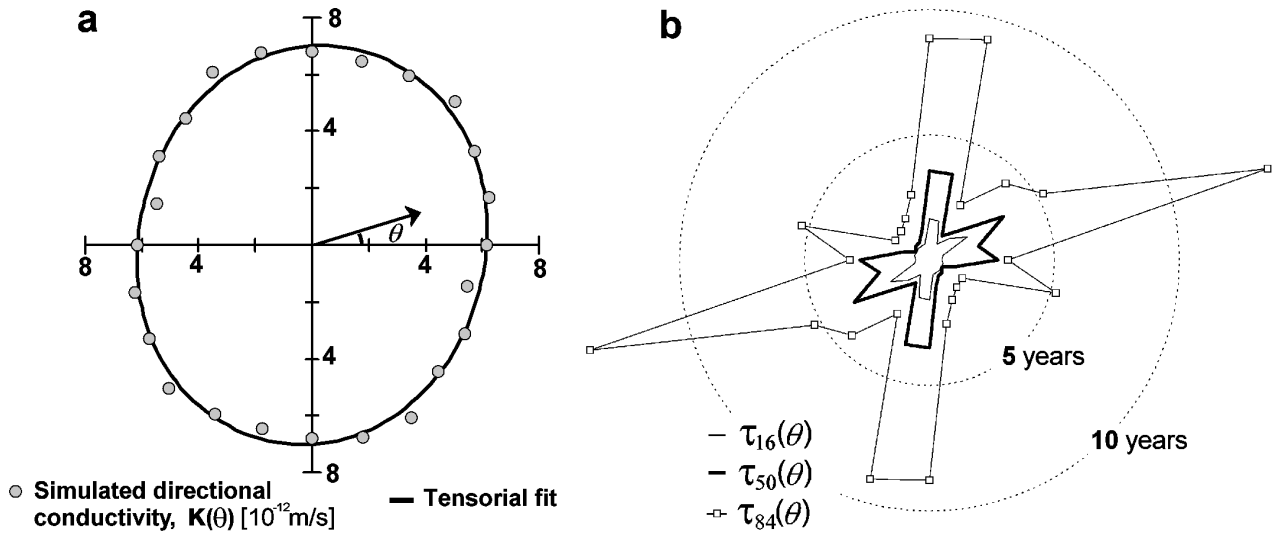 a
8
4
θ
8
4
4
8
4
8
Simulated directional
conductivity, K(θ) [10⁻¹²m/s]
Tensorial fit
b
5 years
10 years
τ₁₆(θ)
τ₅₀(θ)
τ₈₄(θ)